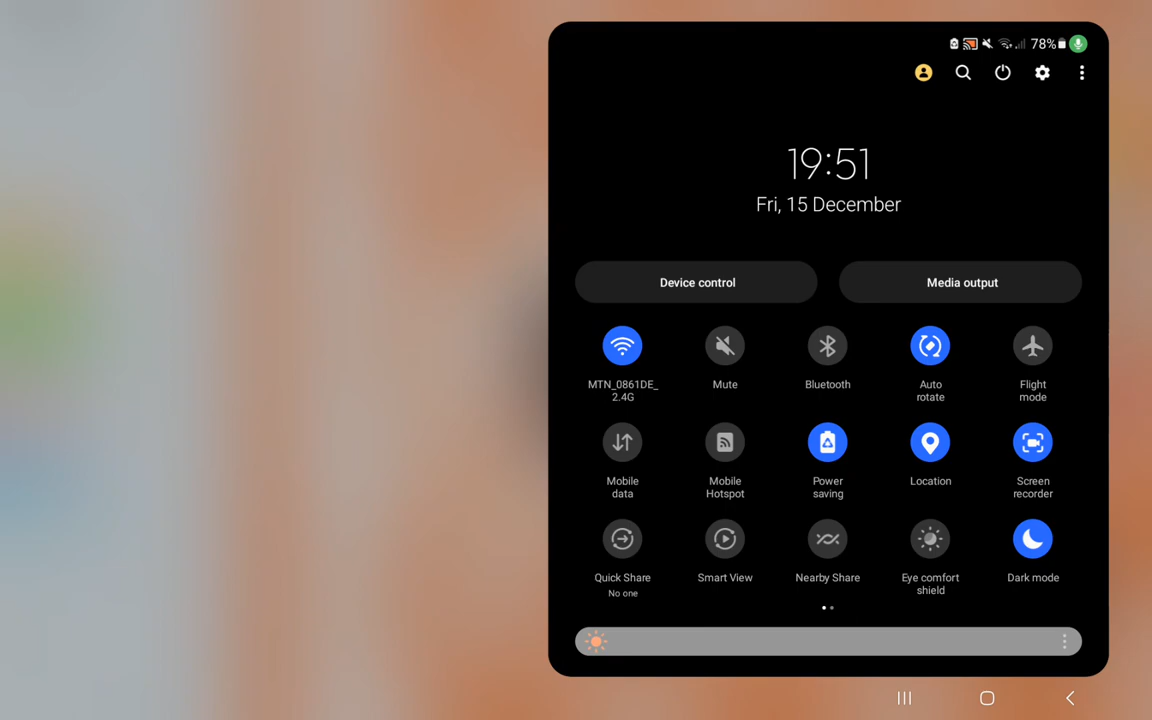 78%
19:51
Fri, 15 December
Device control
Media output
MTN_0861DE_
2.4G
Mute
Bluetooth
Auto
rotate
Flight
mode
Mobile
data
Mobile
Hotspot
Power
saving
Location
Screen
recorder
Quick Share
No one
Smart View
Nearby Share
Eye comfort
shield
Dark mode